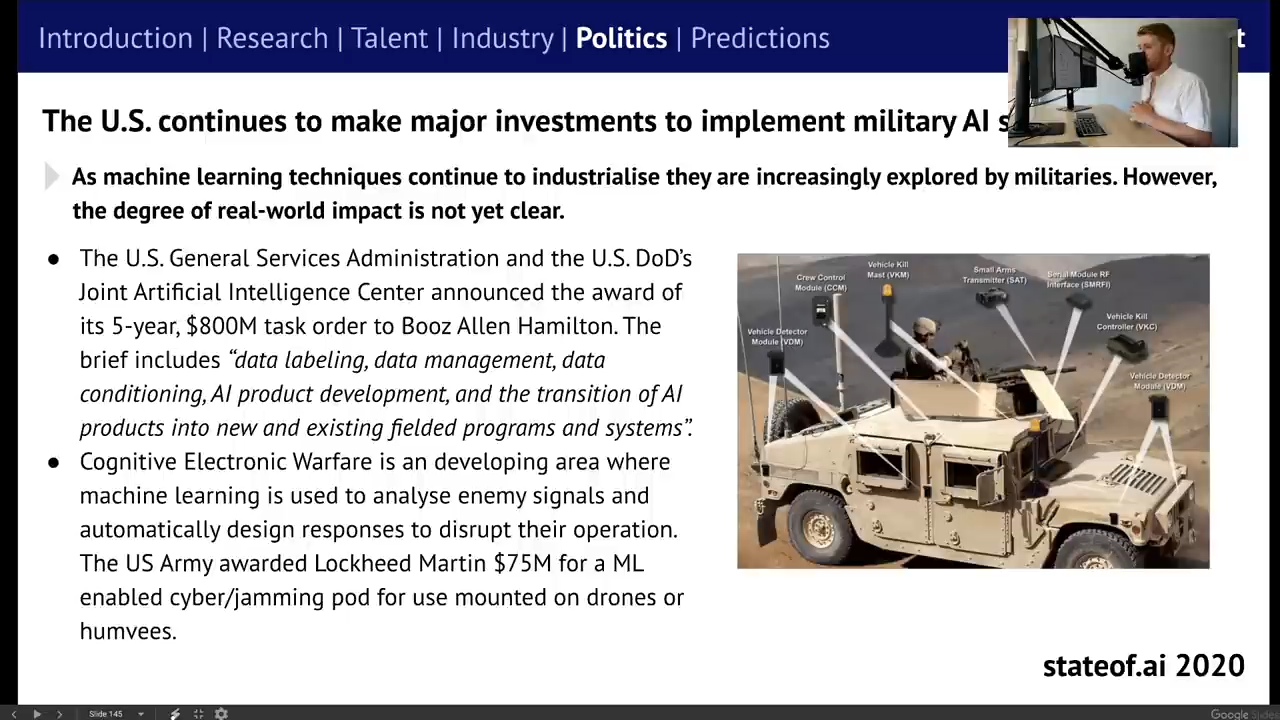 Introduction | Research | Talent | Industry | Politics | Predictions
t
The U.S. continues to make major investments to implement military AI s
As machine learning techniques continue to industrialise they are increasingly explored by militaries. However,
the degree of real-world impact is not yet clear.
● The U.S. General Services Administration and the U.S. DoD’s
Joint Artificial Intelligence Center announced the award of
its 5-year, $800M task order to Booz Allen Hamilton. The
brief includes “data labeling, data management, data
conditioning, AI product development, and the transition of AI
products into new and existing fielded programs and systems”.
● Cognitive Electronic Warfare is an developing area where
machine learning is used to analyse enemy signals and
automatically design responses to disrupt their operation.
The US Army awarded Lockheed Martin $75M for a ML
enabled cyber/jamming pod for use mounted on drones or
humvees.
Vehicle Detector
Module (VDM)
Crew Control
Module (CCM)
Vehicle Kill
Mast (VKM)
Small Arms
Transmitter (SAT)
Serial Module RF
Interface (SMRFI)
Vehicle Kill
Controller (VKC)
Vehicle Detector
Module (VDM)
stateof.ai 2020
Slide 145
Google Slides